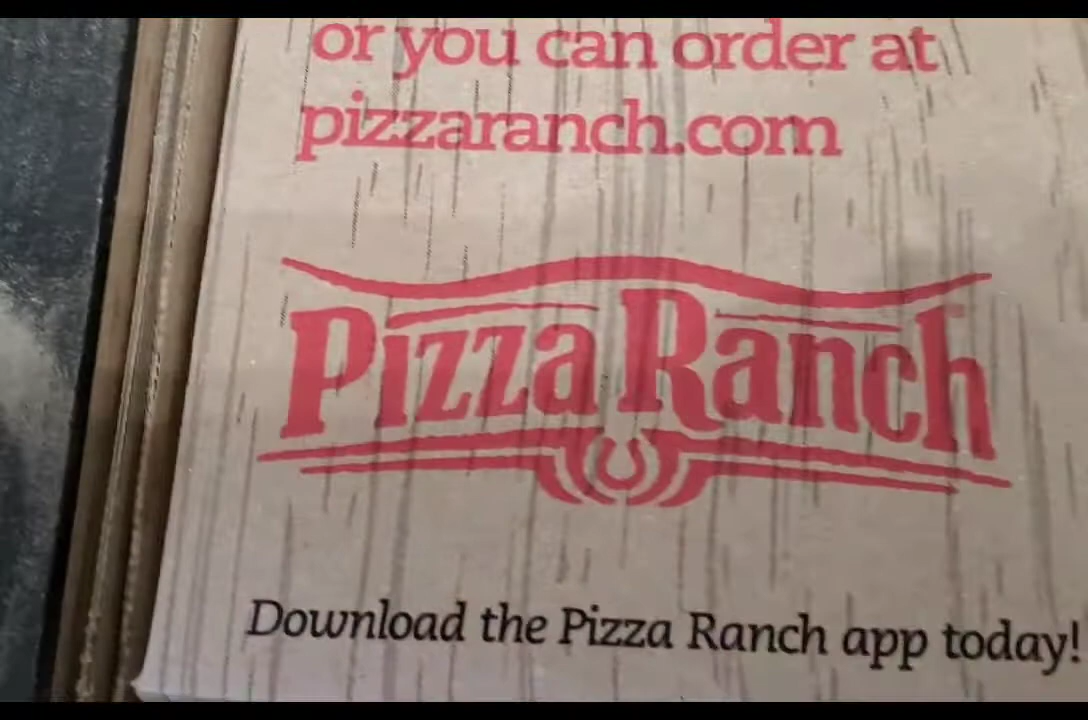 or you can order at
pizzaranch.com
Pizza Ranch
Download the Pizza Ranch app today!